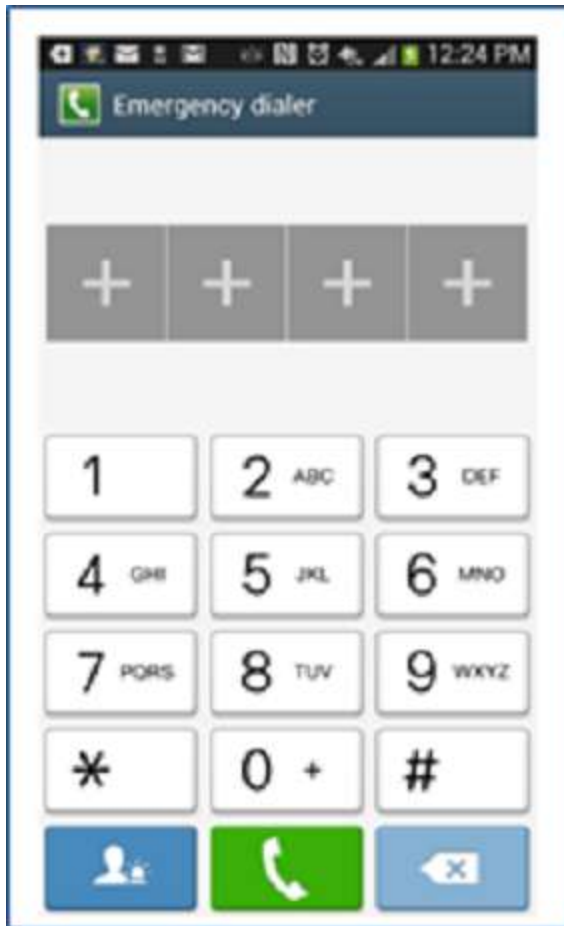 12:24 PM
Emergency dialer
+ + + +
1 2 ABC 3 DEF
4 GHI 5 JKL 6 MNO
7 PQRS 8 TUV 9 WXYZ
* 0 + #